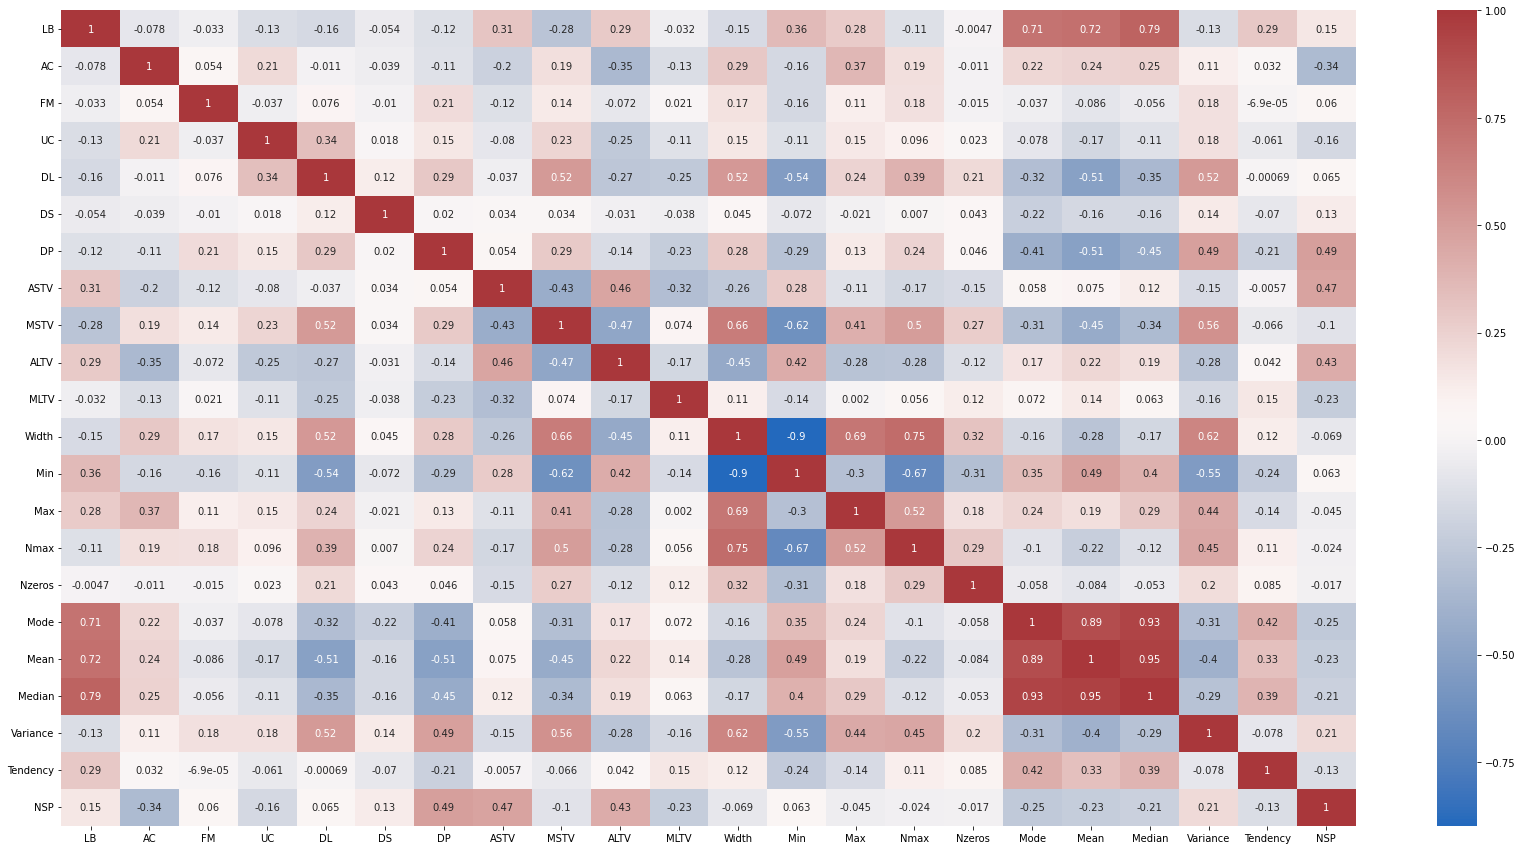 LB 1 -0.078 -0.033 -0.13 -0.16 -0.054 -0.12 0.31 -0.28 0.29 -0.032 -0.15 0.36 0.28 -0.11 -0.0047 0.71 0.72 0.79 -0.13 0.29 0.15
AC -0.078 1 0.054 0.21 -0.011 -0.039 -0.11 -0.2 0.19 -0.35 -0.13 0.29 -0.16 0.37 0.19 -0.011 0.22 0.24 0.25 0.11 0.032 -0.34
FM -0.033 0.054 1 -0.037 0.076 -0.01 0.21 -0.12 0.14 -0.072 0.021 0.17 -0.16 0.11 0.18 -0.015 -0.037 -0.086 -0.056 0.18 -6.9e-05 0.06
UC -0.13 0.21 -0.037 1 0.34 0.018 0.15 -0.08 0.23 -0.25 -0.11 0.15 -0.11 0.15 0.096 0.023 -0.078 -0.17 -0.11 0.18 -0.061 -0.16
DL -0.16 -0.011 0.076 0.34 1 0.12 0.29 -0.037 0.52 -0.27 -0.25 0.52 -0.54 0.24 0.39 0.21 -0.32 -0.51 -0.35 0.52 -0.00069 0.065
DS -0.054 -0.039 -0.01 0.018 0.12 1 0.02 0.034 0.034 -0.031 -0.038 0.045 -0.072 -0.021 0.007 0.043 -0.22 -0.16 -0.16 0.14 -0.07 0.13
DP -0.12 -0.11 0.21 0.15 0.29 0.02 1 0.054 0.29 -0.14 -0.23 0.28 -0.29 0.13 0.24 0.046 -0.41 -0.51 -0.45 0.49 -0.21 0.49
ASTV 0.31 -0.2 -0.12 -0.08 -0.037 0.034 0.054 1 -0.43 0.46 -0.32 -0.26 0.28 -0.11 -0.17 -0.15 0.058 0.075 0.12 -0.15 -0.0057 0.47
MSTV -0.28 0.19 0.14 0.23 0.52 0.034 0.29 -0.43 1 -0.47 0.074 0.66 -0.62 0.41 0.5 0.27 -0.31 -0.45 -0.34 0.56 -0.066 -0.1
ALTV 0.29 -0.35 -0.072 -0.25 -0.27 -0.031 -0.14 0.46 -0.47 1 -0.17 -0.45 0.42 -0.28 -0.28 -0.12 0.17 0.22 0.19 -0.28 0.042 0.43
MLTV -0.032 -0.13 0.021 -0.11 -0.25 -0.038 -0.23 -0.32 0.074 -0.17 1 0.11 -0.14 0.002 0.056 0.12 0.072 0.14 0.063 -0.16 0.15 -0.23
Width -0.15 0.29 0.17 0.15 0.52 0.045 0.28 -0.26 0.66 -0.45 0.11 1 -0.9 0.69 0.75 0.32 -0.16 -0.28 -0.17 0.62 0.12 -0.069
Min 0.36 -0.16 -0.16 -0.11 -0.54 -0.072 -0.29 0.28 -0.62 0.42 -0.14 -0.9 1 -0.3 -0.67 -0.31 0.35 0.49 0.4 -0.55 -0.24 0.063
Max 0.28 0.37 0.11 0.15 0.24 -0.021 0.13 -0.11 0.41 -0.28 0.002 0.69 -0.3 1 0.52 0.18 0.24 0.19 0.29 0.44 -0.14 -0.045
Nmax -0.11 0.19 0.18 0.096 0.39 0.007 0.24 -0.17 0.5 -0.28 0.056 0.75 -0.67 0.52 1 0.29 -0.1 -0.22 -0.12 0.45 0.11 -0.024
Nzeros -0.0047 -0.011 -0.015 0.023 0.21 0.043 0.046 -0.15 0.27 -0.12 0.12 0.32 -0.31 0.18 0.29 1 -0.058 -0.084 -0.053 0.2 0.085 -0.017
Mode 0.71 0.22 -0.037 -0.078 -0.32 -0.22 -0.41 0.058 -0.31 0.17 0.072 -0.16 0.35 0.24 -0.1 -0.058 1 0.89 0.93 -0.31 0.42 -0.25
Mean 0.72 0.24 -0.086 -0.17 -0.51 -0.16 -0.51 0.075 -0.45 0.22 0.14 -0.28 0.49 0.19 -0.22 -0.084 0.89 1 0.95 -0.4 0.33 -0.23
Median 0.79 0.25 -0.056 -0.11 -0.35 -0.16 -0.45 0.12 -0.34 0.19 0.063 -0.17 0.4 0.29 -0.12 -0.053 0.93 0.95 1 -0.29 0.39 -0.21
Variance -0.13 0.11 0.18 0.18 0.52 0.14 0.49 -0.15 0.56 -0.28 -0.16 0.62 -0.55 0.44 0.45 0.2 -0.31 -0.4 -0.29 1 -0.078 0.21
Tendency 0.29 0.032 -6.9e-05 -0.061 -0.00069 -0.07 -0.21 -0.0057 -0.066 0.042 0.15 0.12 -0.24 -0.14 0.11 0.085 0.42 0.33 0.39 -0.078 1 -0.13
NSP 0.15 -0.34 0.06 -0.16 0.065 0.13 0.49 0.47 -0.1 0.43 -0.23 -0.069 0.063 -0.045 -0.024 -0.017 -0.25 -0.23 -0.21 0.21 -0.13 1
LB AC FM UC DL DS DP ASTV MSTV ALTV MLTV Width Min Max Nmax Nzeros Mode Mean Median Variance Tendency NSP
1.00
0.75
0.50
0.25
0.00
−0.25
−0.50
−0.75